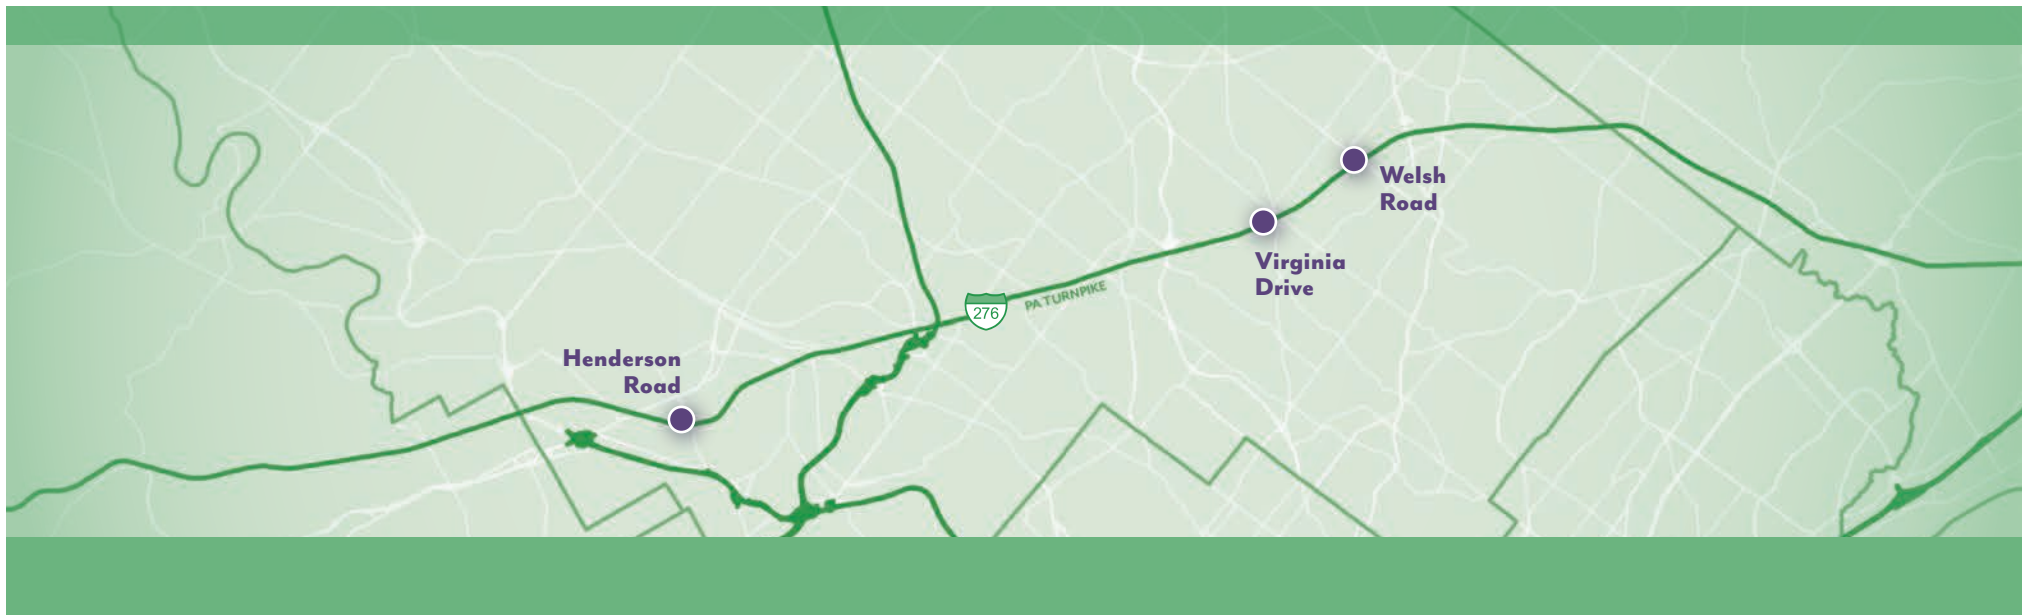 Welsh
Road
Virginia
Drive
276
PA TURNPIKE
Henderson
Road